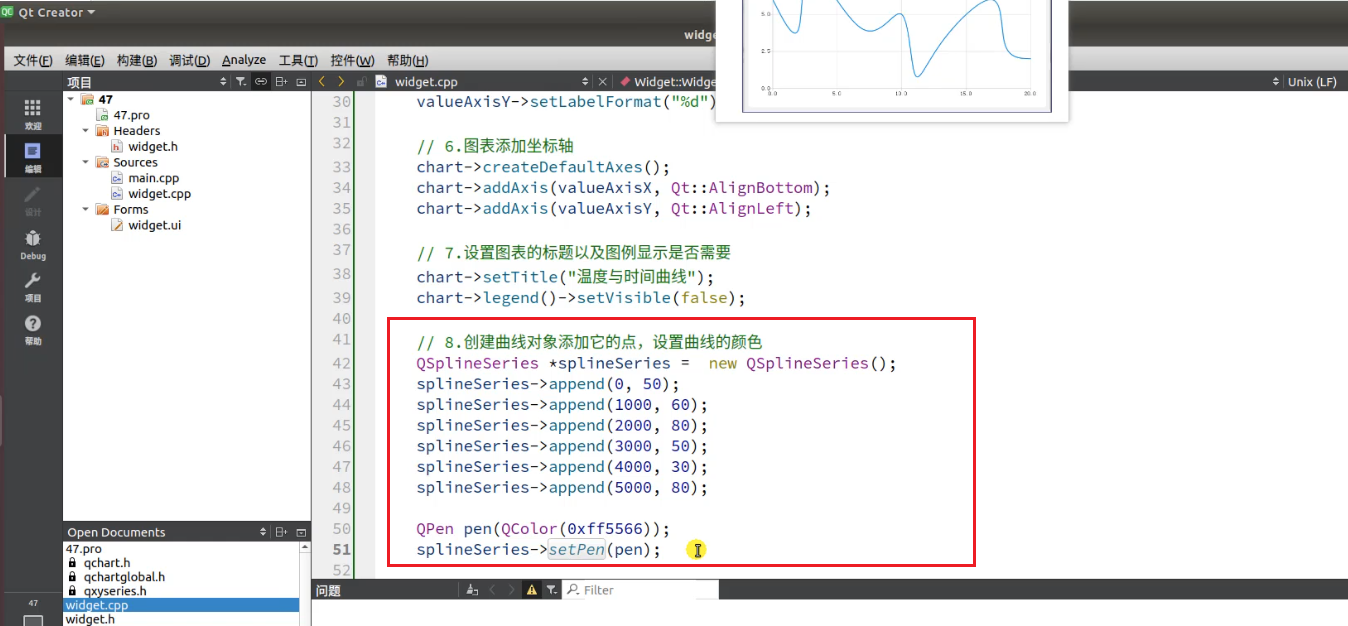 Qt Creator
widge
文件(F) 编辑(E) 构建(B) 调试(D) Analyze 工具(T) 控件(W) 帮助(H)
项目
widget.cpp
Widget::Widge
Unix (LF)
欢迎
编辑
设计
Debug
项目
帮助
47
47
47.pro
Headers
widget.h
Sources
main.cpp
widget.cpp
Forms
widget.ui
Open Documents
47.pro
qchart.h
qchartglobal.h
qxyseries.h
widget.cpp
widget.h
5.0
2.5
0.0
0.0 5.0 10.0 15.0 20.0
30 valueAxisY->setLabelFormat("%d")
31
32 // 6.图表添加坐标轴
33 chart->createDefaultAxes();
34 chart->addAxis(valueAxisX, Qt::AlignBottom);
35 chart->addAxis(valueAxisY, Qt::AlignLeft);
36
37 // 7.设置图表的标题以及图例显示是否需要
38 chart->setTitle("温度与时间曲线");
39 chart->legend()->setVisible(false);
40
41 // 8.创建曲线对象添加它的点，设置曲线的颜色
42 QSplineSeries *splineSeries =  new QSplineSeries();
43 splineSeries->append(0, 50);
44 splineSeries->append(1000, 60);
45 splineSeries->append(2000, 80);
46 splineSeries->append(3000, 50);
47 splineSeries->append(4000, 30);
48 splineSeries->append(5000, 80);
49
50 QPen pen(QColor(0xff5566));
51 splineSeries->setPen(pen);
52
问题
Filter